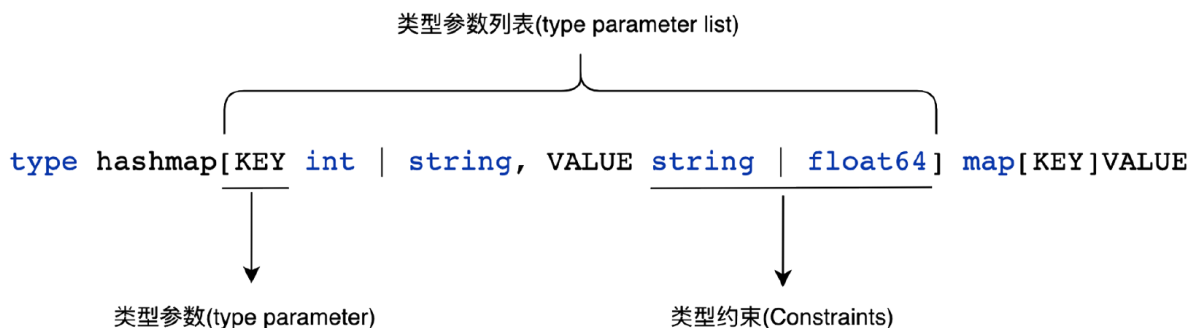 类型参数列表(type parameter list)
type hashmap[KEY int | string, VALUE string | float64] map[KEY]VALUE
类型参数(type parameter)
类型约束(Constraints)